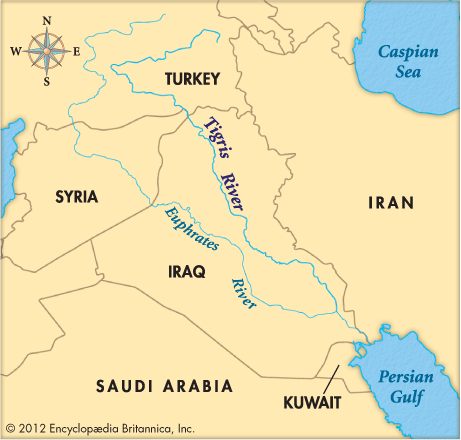 N
W
E
S
Caspian
Sea
TURKEY
Tigris River
SYRIA
IRAN
Euphrates
River
IRAQ
Persian
Gulf
SAUDI ARABIA
KUWAIT
© 2012 Encyclopædia Britannica, Inc.